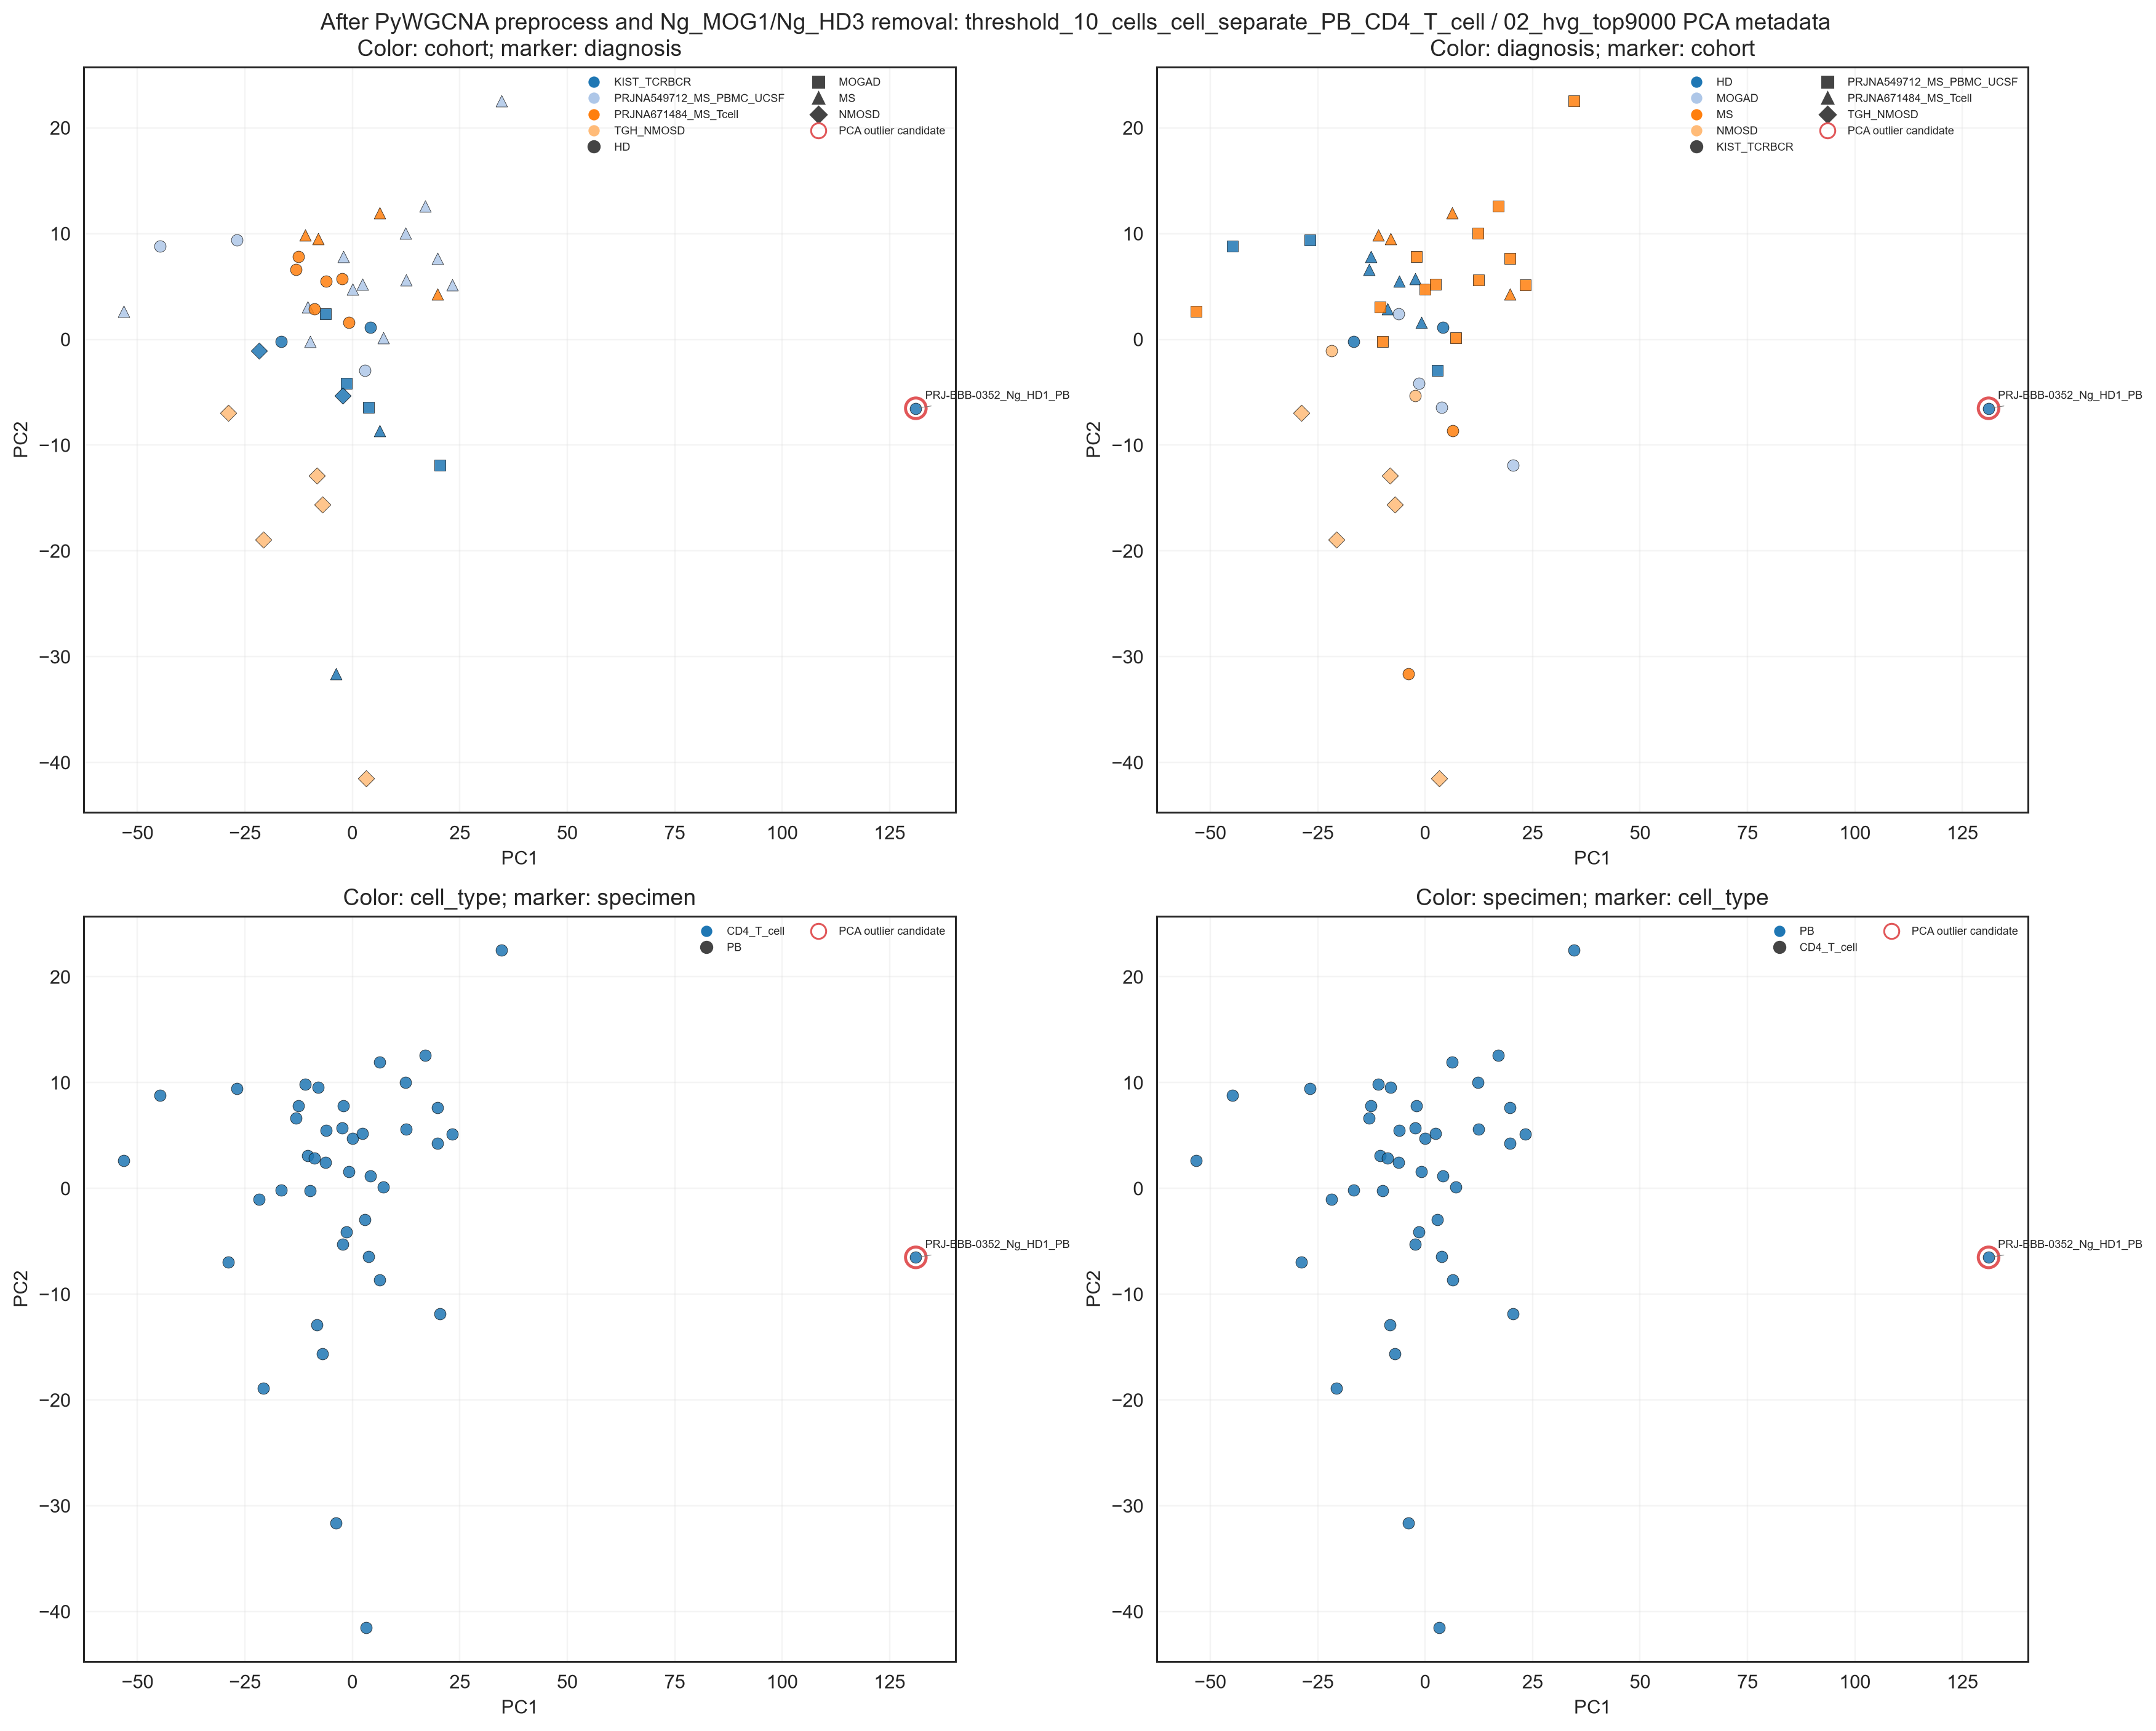 After PyWGCNA preprocess and Ng_MOG1/Ng_HD3 removal: threshold_10_cells_cell_separate_PB_CD4_T_cell / 02_hvg_top9000 PCA metadata
Color: cohort; marker: diagnosis
KIST_TCRBCR
PRJNA549712_MS_PBMC_UCSF
PRJNA671484_MS_Tcell
TGH_NMOSD
HD
MOGAD
MS
NMOSD
PCA outlier candidate
PRJ-EBB-0352_Ng_HD1_PB
20
10
0
−10
−20
−30
−40
PC2
−50 −25 0 25 50 75 100 125
PC1
Color: diagnosis; marker: cohort
HD
MOGAD
MS
NMOSD
KIST_TCRBCR
PRJNA549712_MS_PBMC_UCSF
PRJNA671484_MS_Tcell
TGH_NMOSD
PCA outlier candidate
PRJ-EBB-0352_Ng_HD1_PB
20
10
0
−10
−20
−30
−40
PC2
−50 −25 0 25 50 75 100 125
PC1
Color: cell_type; marker: specimen
CD4_T_cell
PB
PCA outlier candidate
PRJ-EBB-0352_Ng_HD1_PB
20
10
0
−10
−20
−30
−40
PC2
−50 −25 0 25 50 75 100 125
PC1
Color: specimen; marker: cell_type
PB
CD4_T_cell
PCA outlier candidate
PRJ-EBB-0352_Ng_HD1_PB
20
10
0
−10
−20
−30
−40
PC2
−50 −25 0 25 50 75 100 125
PC1